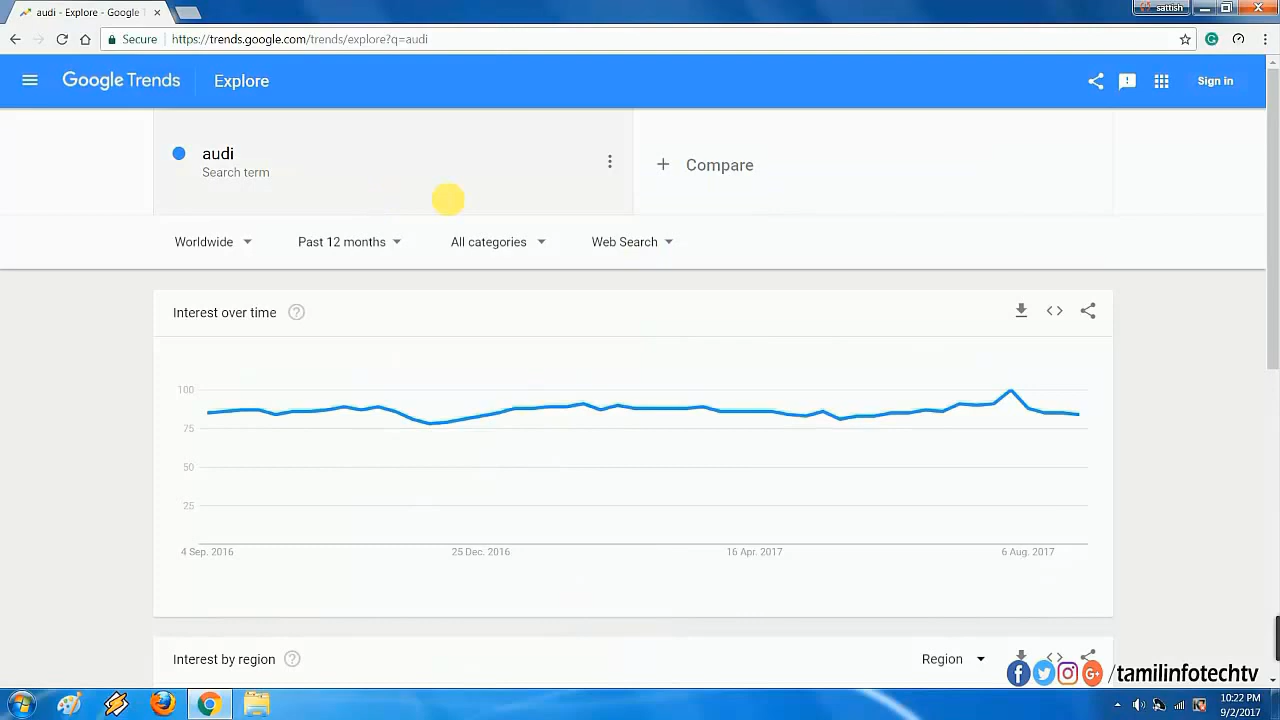 audi - Explore - Google T
sattish
Secure
https://trends.google.com/trends/explore?q=audi
Google Trends
Explore
Sign in
audi
Search term
+ Compare
Worldwide
Past 12 months
All categories
Web Search
Interest over time
100
75
50
25
4 Sep. 2016
25 Dec. 2016
16 Apr. 2017
6 Aug. 2017
Interest by region
Region
/tamilinfotechtv
10:22 PM
9/2/2017